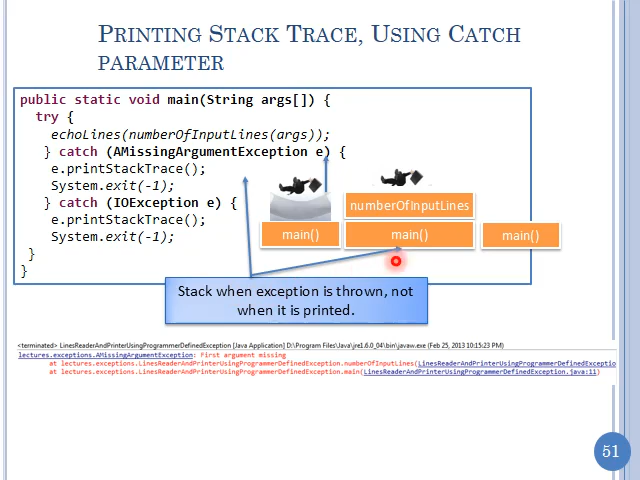 PRINTING STACK TRACE, USING CATCH
PARAMETER
public static void main(String args[]) {
try {
echoLines(numberOfInputLines(args));
} catch (AMissingArgumentException e) {
e.printStackTrace();
System.exit(-1);
} catch (IOException e) {
e.printStackTrace();
System.exit(-1);
}
}
numberOfInputLines
main()
main()
main()
Stack when exception is thrown, not
when it is printed.
<terminated> LinesReaderAndPrinterUsingProgrammerDefinedException [Java Application] D:\Program Files\Java\jre1.6.0_04\bin\javaw.exe (Feb 25, 2013 10:15:23 PM)
lectures.exceptions.AMissingArgumentException: First argument missing
at lectures.exceptions.LinesReaderAndPrinterUsingProgrammerDefinedException.numberOfInputLines(LinesReaderAndPrinterUsingProgrammerDefinedExceptio
at lectures.exceptions.LinesReaderAndPrinterUsingProgrammerDefinedException.main(LinesReaderAndPrinterUsingProgrammerDefinedException.java:11)
51